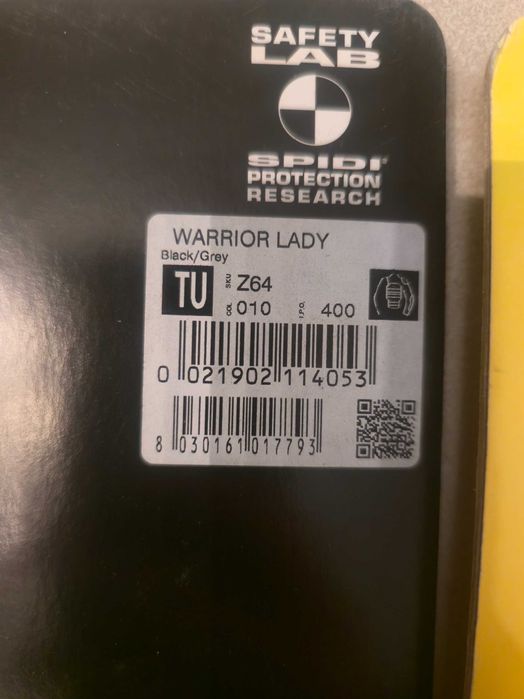 SAFETY
LAB
SPIDI®
PROTECTION
RESEARCH
WARRIOR LADY
Black/Grey
TU SKU Z64
COL 010 I.P.O. 400
0 021902 114053
8 030161 017793